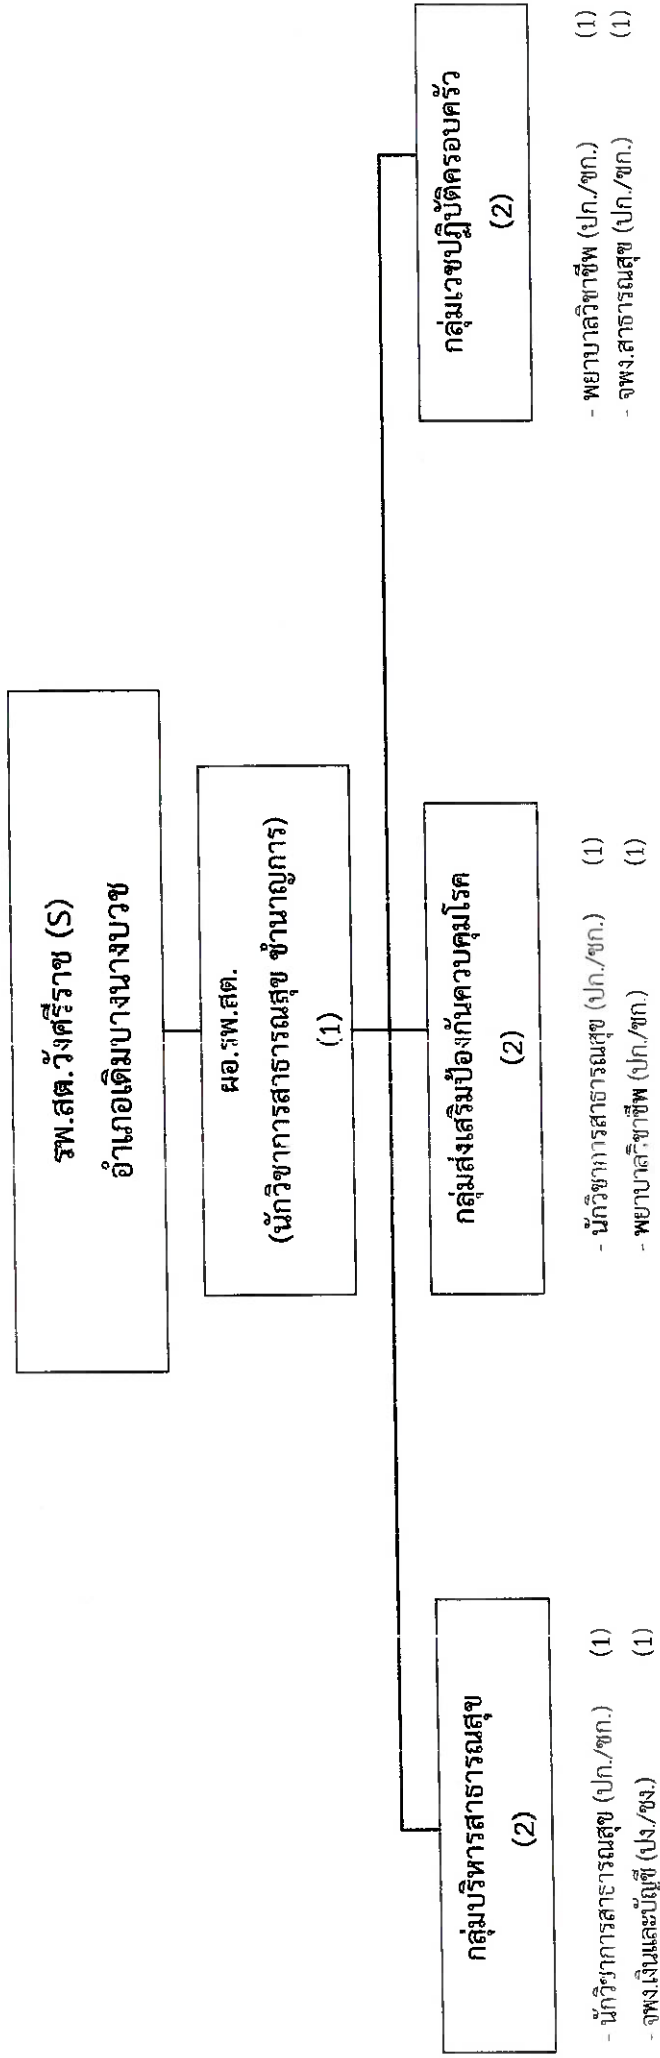 รพ.สต.วังศรีราช (S)
อำเภอเดิมบางนางบวช
ผอ.รพ.สต.
(นักวิชาการสาธารณสุข ชำนาญการ)
(1)
กลุ่มบริหารสาธารณสุข
(2)
- นักวิชาการสาธารณสุข (ปก./ชก.) (1)
- จพง.เงินและบัญชี (ปง./ชง.) (1)
กลุ่มส่งเสริมป้องกันควบคุมโรค
(2)
- นักวิชาการสาธารณสุข (ปก./ชก.) (1)
- พยาบาลวิชาชีพ (ปก./ชก.) (1)
กลุ่มเวชปฏิบัติครอบครัว
(2)
- พยาบาลวิชาชีพ (ปก./ชก.) (1)
- จพง.สาธารณสุข (ปก./ชก.) (1)